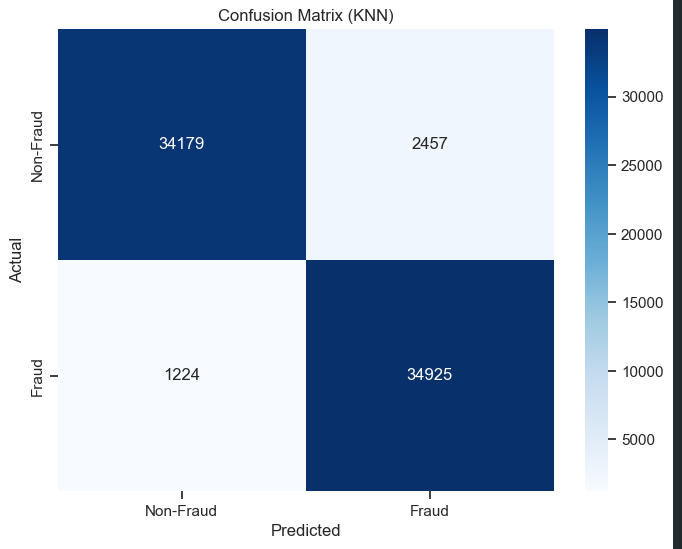 Confusion Matrix (KNN)
Actual
Non-Fraud
34179
2457
Fraud
1224
34925
Non-Fraud
Fraud
Predicted
30000
25000
20000
15000
10000
5000